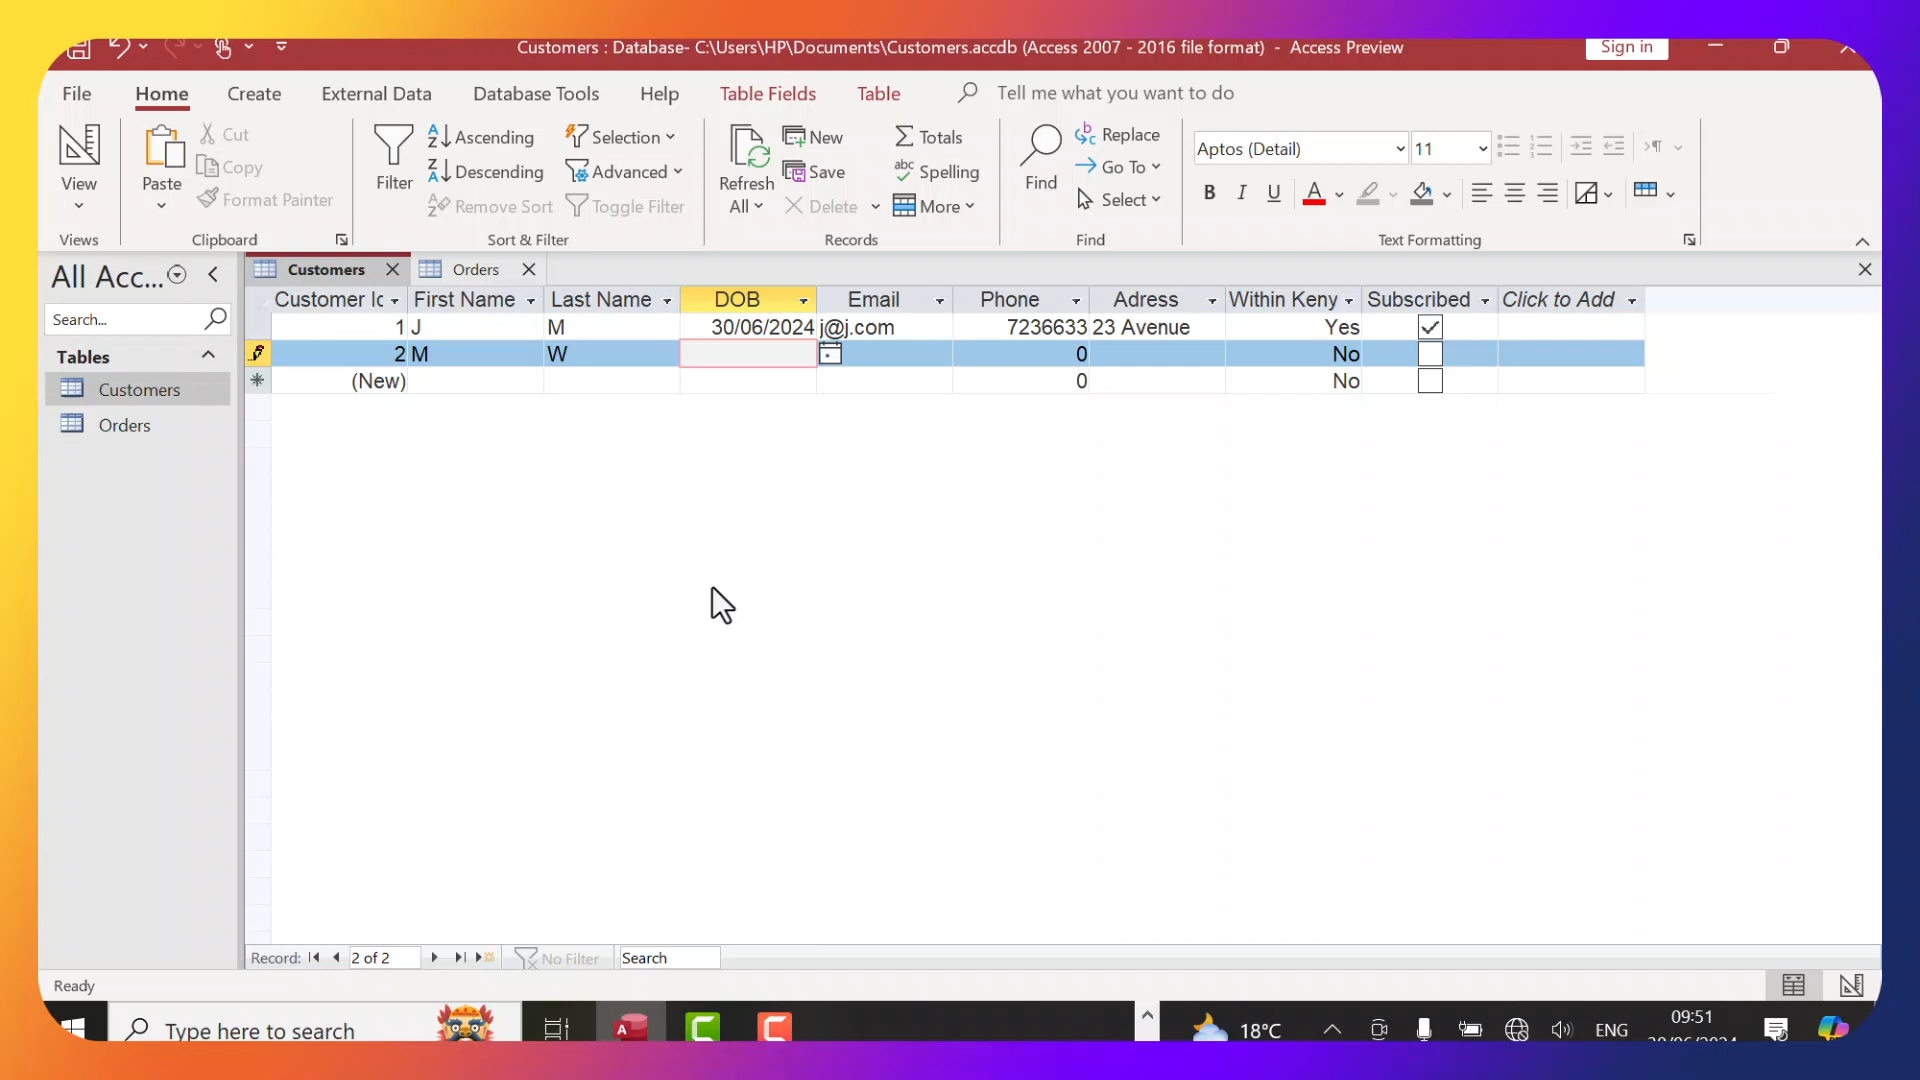 Customers : Database- C:\Users\HP\Documents\Customers.accdb (Access 2007 - 2016 file format) - Access Preview
Sign in
File Home Create External Data Database Tools Help Table Fields Table Tell me what you want to do
View
Views
Paste
Cut
Copy
Format Painter
Clipboard
Filter
Ascending
Descending
Remove Sort
Selection
Advanced
Toggle Filter
Sort & Filter
Refresh
All
New
Save
Delete
Totals
Spelling
More
Records
Find
Replace
Go To
Select
Find
Aptos (Detail) 11
B I U A
Text Formatting
All Acc...
Search...
Tables
Customers
Orders
Customers Orders
Customer Ic First Name Last Name DOB Email Phone Adress Within Keny Subscribed Click to Add
1 J M 30/06/2024 j@j.com 7236633 23 Avenue Yes
2 M W 0 No
(New) 0 No
Record: 2 of 2 No Filter Search
Ready
Type here to search
A
18°C
ENG
09:51
30/06/2024